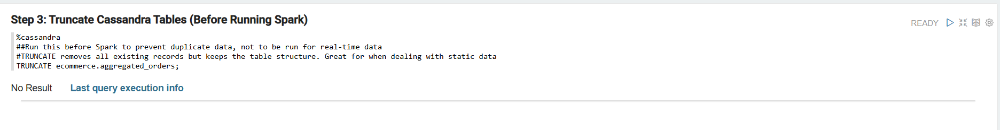 Step 3: Truncate Cassandra Tables (Before Running Spark)
READY
%cassandra
##Run this before Spark to prevent duplicate data, not to be run for real-time data
#TRUNCATE removes all existing records but keeps the table structure. Great for when dealing with static data
TRUNCATE ecommerce.aggregated_orders;
No Result Last query execution info